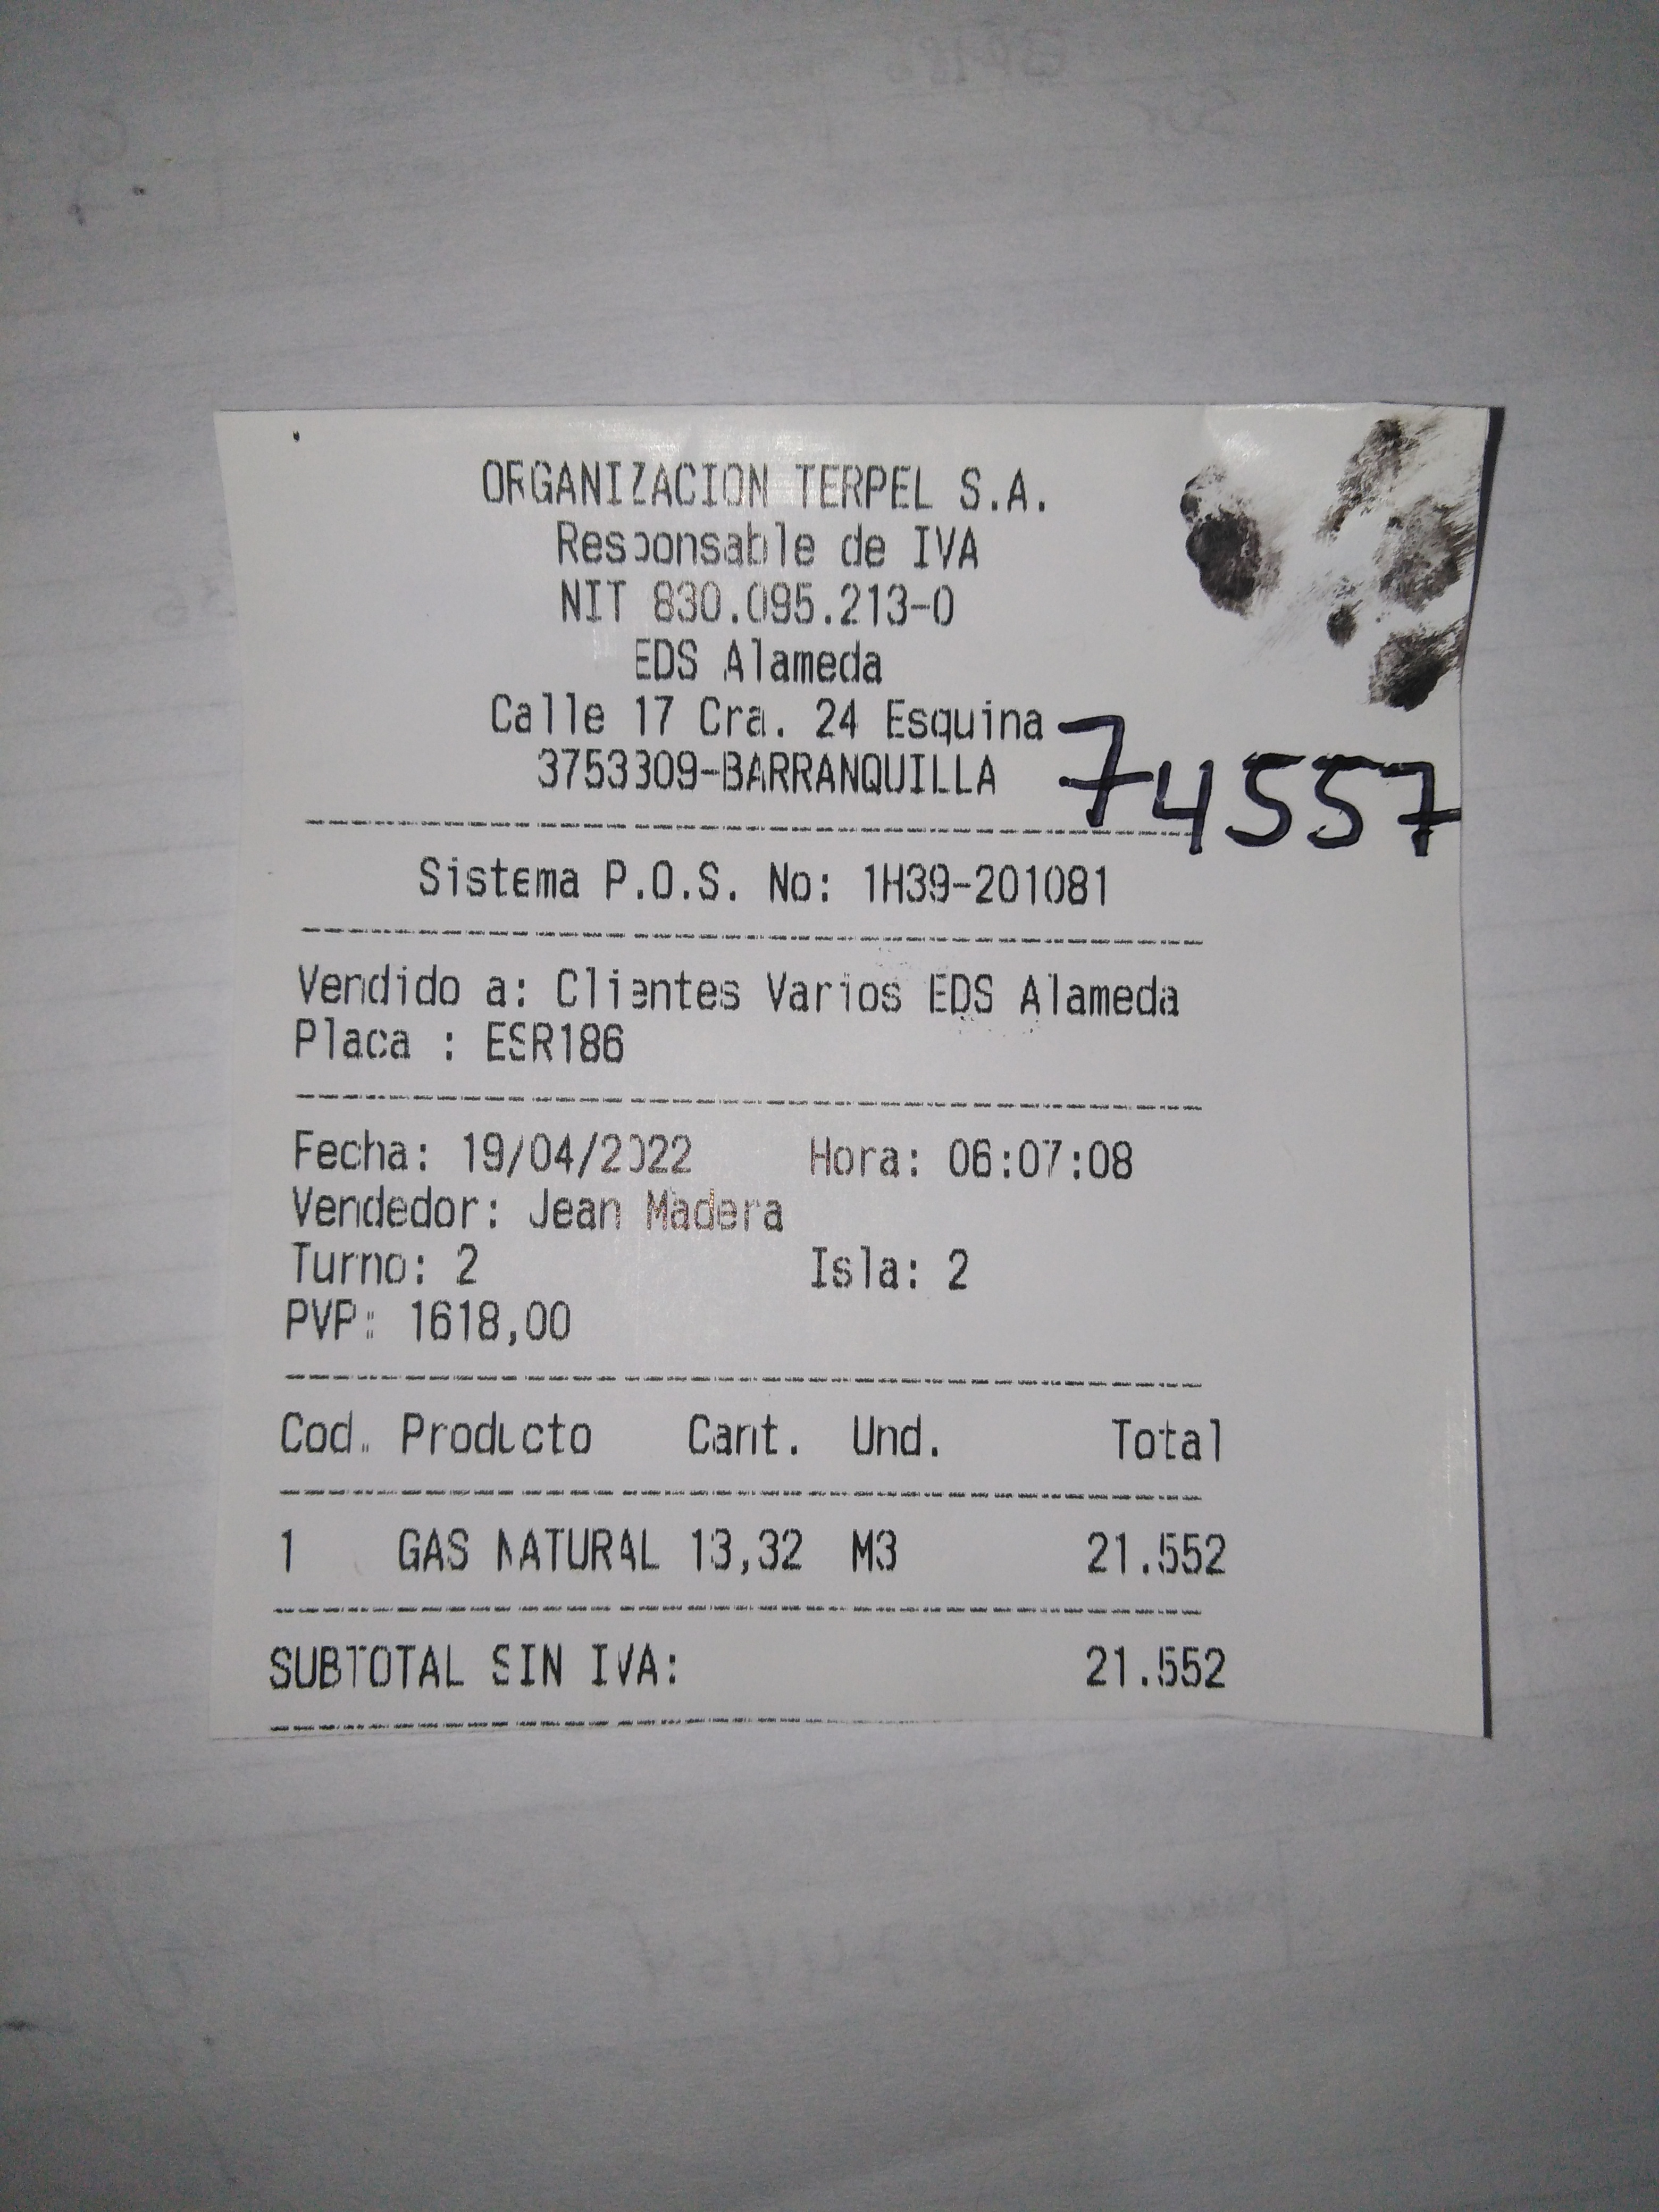 ORGANIZACION TERPEL S.A.
Responsable de IVA
NIT 830.095.213-0
EDS Alameda
Calle 17 Cra. 24 Esquina
3753309-BARRANQUILLA
74557
Sistema P.O.S. No: 1H39-201081
Vendido a: Clientes Varios EDS Alameda
Placa : ESR186
Fecha: 19/04/2022 Hora: 06:07:08
Vendedor: Jean Madera
Turno: 2 Isla: 2
PVP: 1618,00
Cod. Producto Cant. Und. Total
1 GAS NATURAL 13,32 M3 21.552
SUBTOTAL SIN IVA: 21.552